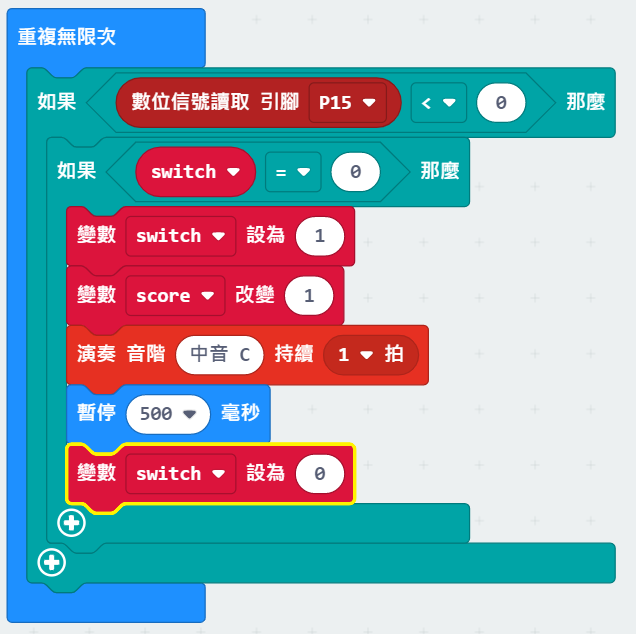 重複無限次
如果 數位信號讀取 引腳 P15 < 0 那麼
如果 switch = 0 那麼
變數 switch 設為 1
變數 score 改變 1
演奏 音階 中音 C 持續 1 拍
暫停 500 毫秒
變數 switch 設為 0